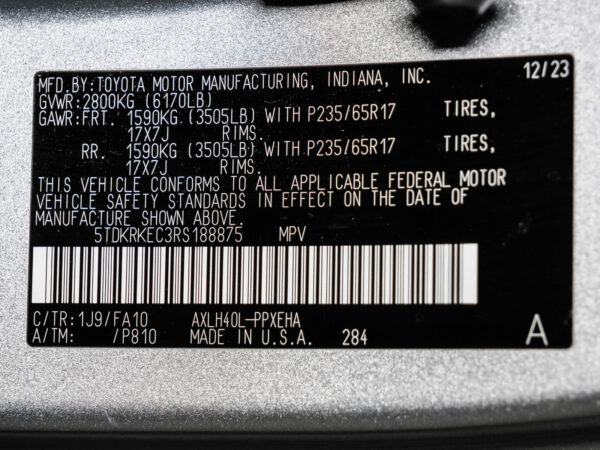 MFD.BY:TOYOTA MOTOR MANUFACTURING, INDIANA, INC. 12/23
GVWR:2800KG (6170LB)
GAWR:FRT. 1590KG (3505LB) WITH P235/65R17 TIRES,
17X7J RIMS.
RR. 1590KG (3505LB) WITH P235/65R17 TIRES,
17X7J RIMS.
THIS VEHICLE CONFORMS TO ALL APPLICABLE FEDERAL MOTOR
VEHICLE SAFETY STANDARDS IN EFFECT ON THE DATE OF
MANUFACTURE SHOWN ABOVE.
5TDKRKEC3RS188875 MPV
C/TR:1J9/FA10 AXLH40L-PPXEHA
A/TM: /P810 MADE IN U.S.A. 284 A